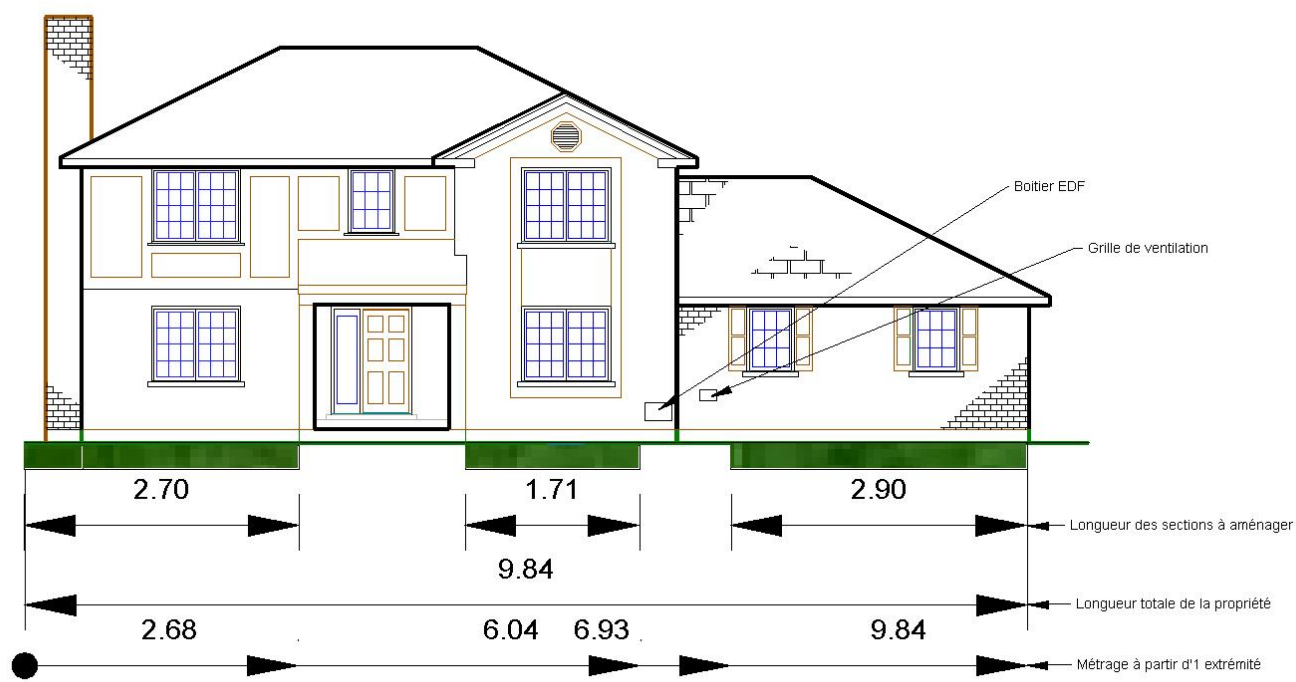 Boitier EDF
Grille de ventilation
2.70
1.71
2.90
Longueur des sections à aménager
9.84
Longueur totale de la propriété
2.68
6.04
6.93
9.84
Métrage à partir d'1 extrémité